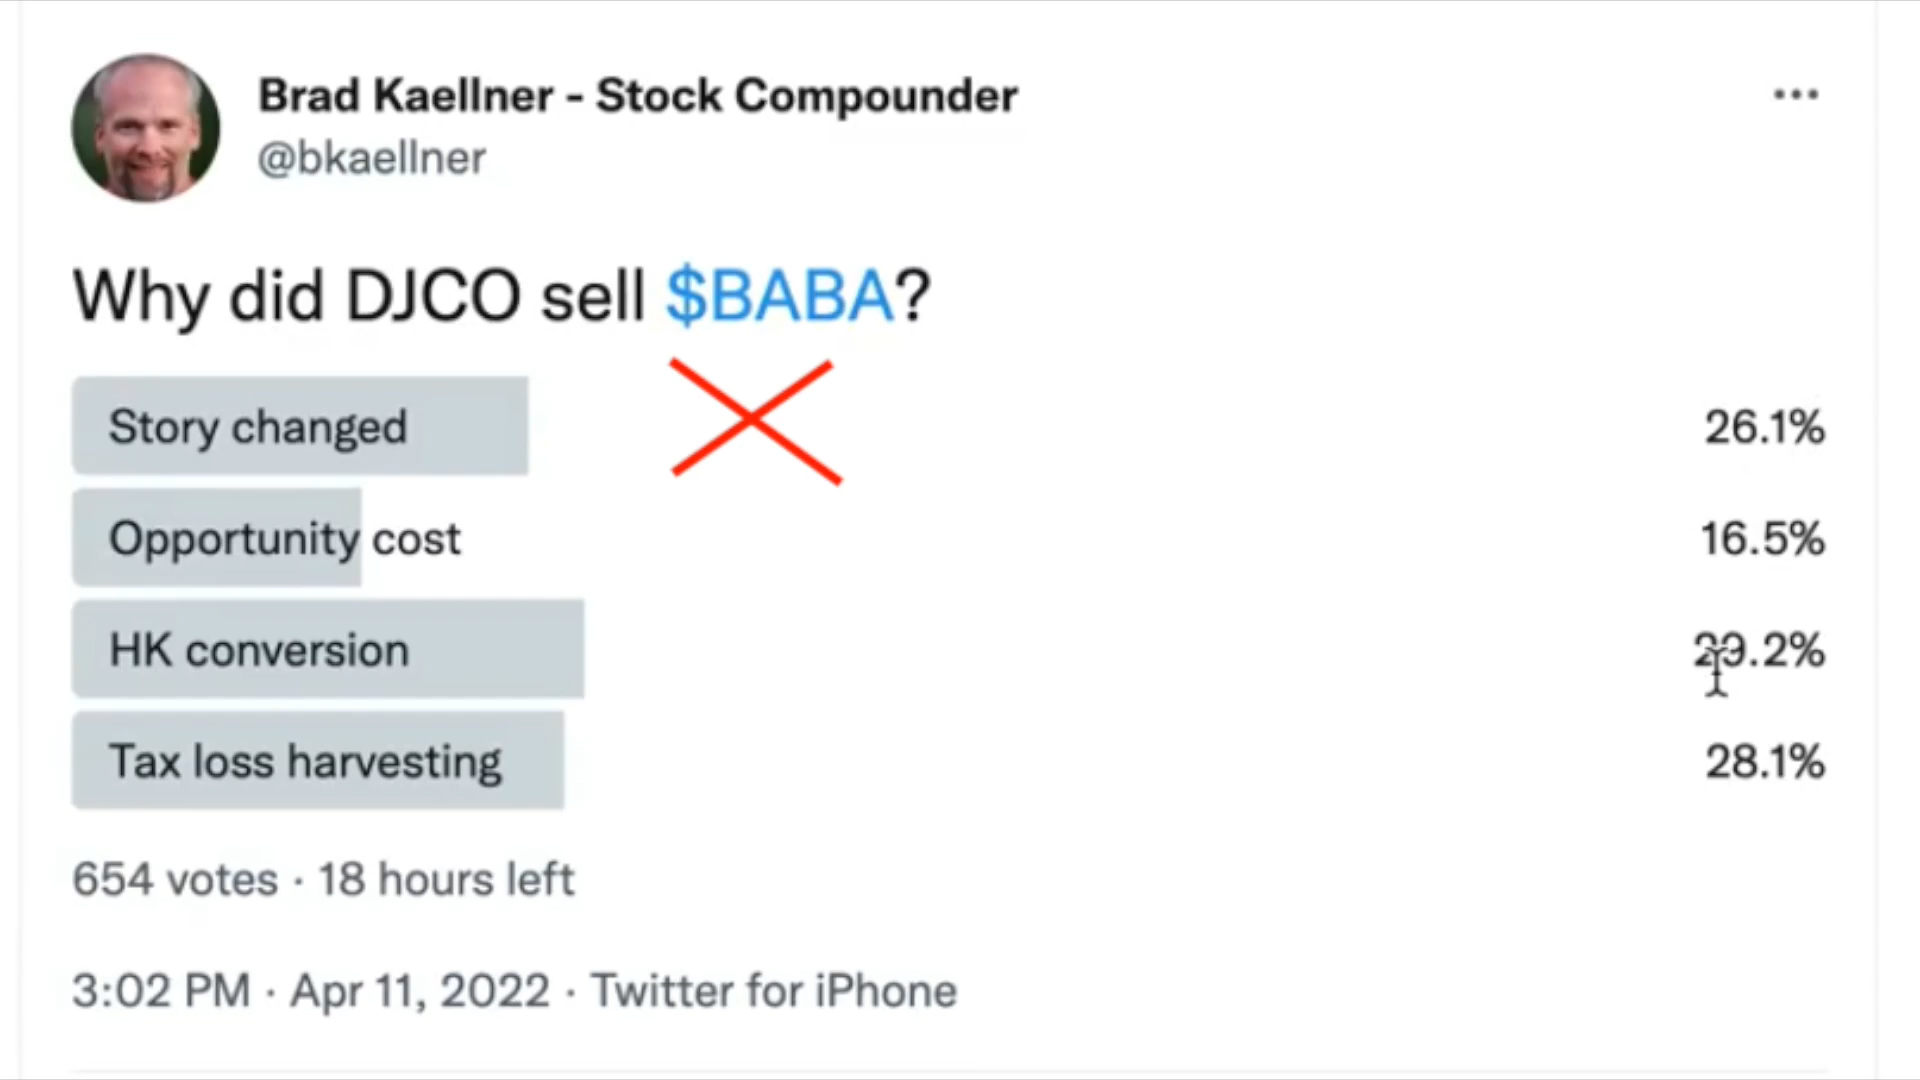 Brad Kaellner - Stock Compounder
@bkaellner
Why did DJCO sell $BABA?
Story changed 26.1%
Opportunity cost 16.5%
HK conversion 29.2%
Tax loss harvesting 28.1%
654 votes · 18 hours left
3:02 PM · Apr 11, 2022 · Twitter for iPhone